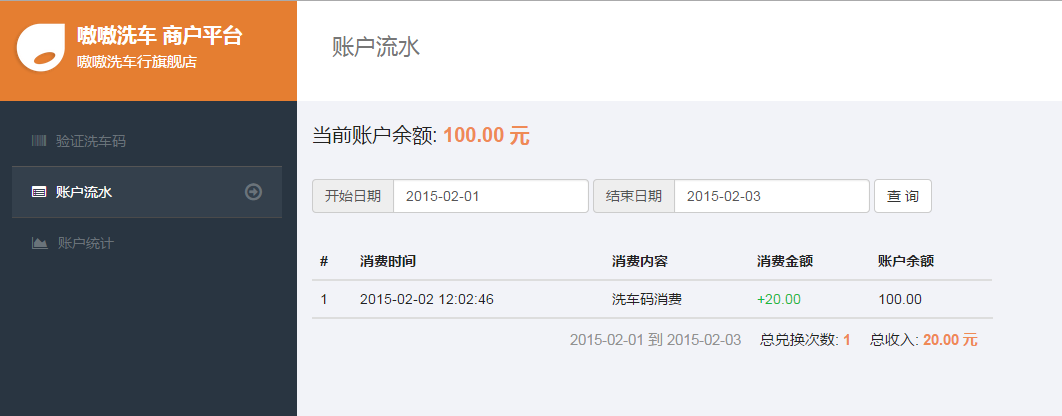 嗷嗷洗车 商户平台
嗷嗷洗车行旗舰店
账户流水
验证洗车码
账户流水
账户统计
当前账户余额: 100.00 元
开始日期 2015-02-01 结束日期 2015-02-03 查 询
# 消费时间 消费内容 消费金额 账户余额
1 2015-02-02 12:02:46 洗车码消费 +20.00 100.00
2015-02-01 到 2015-02-03 总兑换次数: 1 总收入: 20.00 元